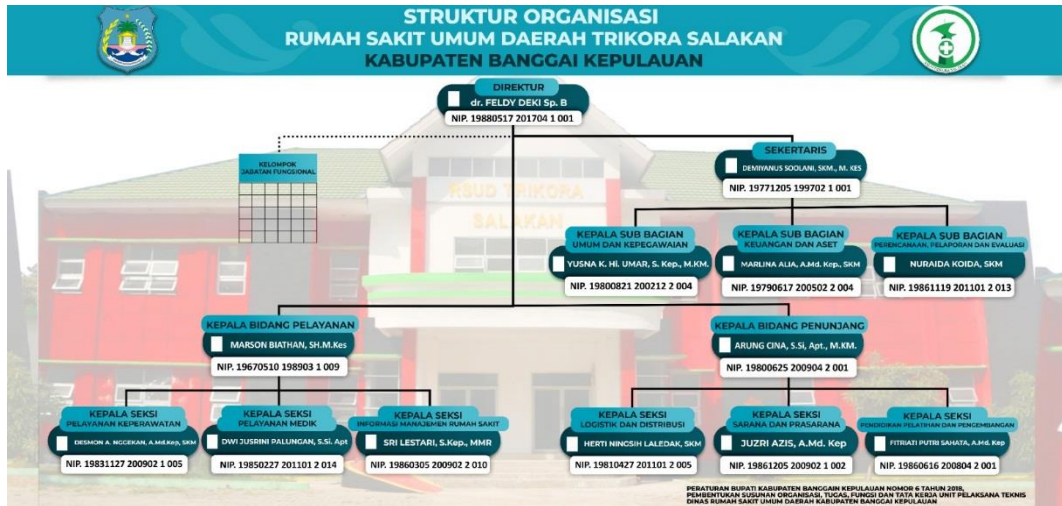 STRUKTUR ORGANISASI
RUMAH SAKIT UMUM DAERAH TRIKORA SALAKAN
KABUPATEN BANGGAI KEPULAUAN
DIREKTUR
dr. FELDY DEKI Sp. B
NIP. 19880517 201704 1 001
KELOMPOK
JABATAN FUNGSIONAL
SEKERTARIS
DEMIYANUS SOOLANI, SKM., M. KES
NIP. 19771205 199702 1 001
RSUD TRIKORA
SALAKAN
KEPALA SUB BAGIAN
UMUM DAN KEPEGAWAIAN
YUSNA K. Hi. UMAR, S. Kep., M.KM.
NIP. 19800821 200212 2 004
KEPALA SUB BAGIAN
KEUANGAN DAN ASET
MARLINA ALIA, A.Md. Kep., SKM
NIP. 19790617 200502 2 004
KEPALA SUB BAGIAN
PERENCANAAN, PELAPORAN DAN EVALUASI
NURAIDA KOIDA, SKM
NIP. 19861119 201101 2 013
KEPALA BIDANG PELAYANAN
MARSON BIATHAN, SH.M.Kes
NIP. 19670510 198903 1 009
KEPALA BIDANG PENUNJANG
ARUNG CINA, S.Si, Apt., M.KM.
NIP. 19800625 200904 2 001
KEPALA SEKSI
PELAYANAN KEPERAWATAN
DESMON A. NGGEKAN, A.Md.Kep, SKM
NIP. 19831127 200902 1 005
KEPALA SEKSI
PELAYANAN MEDIK
DWI JUSRINI PALUNGAN, S.Si. Apt
NIP. 19850227 201101 2 014
KEPALA SEKSI
INFORMASI MANAJEMEN RUMAH SAKIT
SRI LESTARI, S.Kep., MMR
NIP. 19860305 200902 2 010
KEPALA SEKSI
LOGISTIK DAN DISTRIBUSI
HERTI NINGSIH LALEDAK, SKM
NIP. 19810427 201101 2 005
KEPALA SEKSI
SARANA DAN PRASARANA
JUZRI AZIS, A.Md. Kep
NIP. 19861205 200902 1 002
KEPALA SEKSI
PENDIDIKAN PELATIHAN DAN PENGEMBANGAN
FITRIATI PUTRI SAHATA, A.Md. Kep
NIP. 19860616 200804 2 001
PERATURAN BUPATI KABUPATEN BANGGAIN KEPULAUAN NOMOR 6 TAHUN 2018,
PEMBENTUKAN SUSUNAN ORGANISASI, TUGAS, FUNGSI DAN TATA KERJA UNIT PELAKSANA TEKNIS
DINAS RUMAH SAKIT UMUM DAERAH KABUPATEN BANGGAI KEPULAUAN